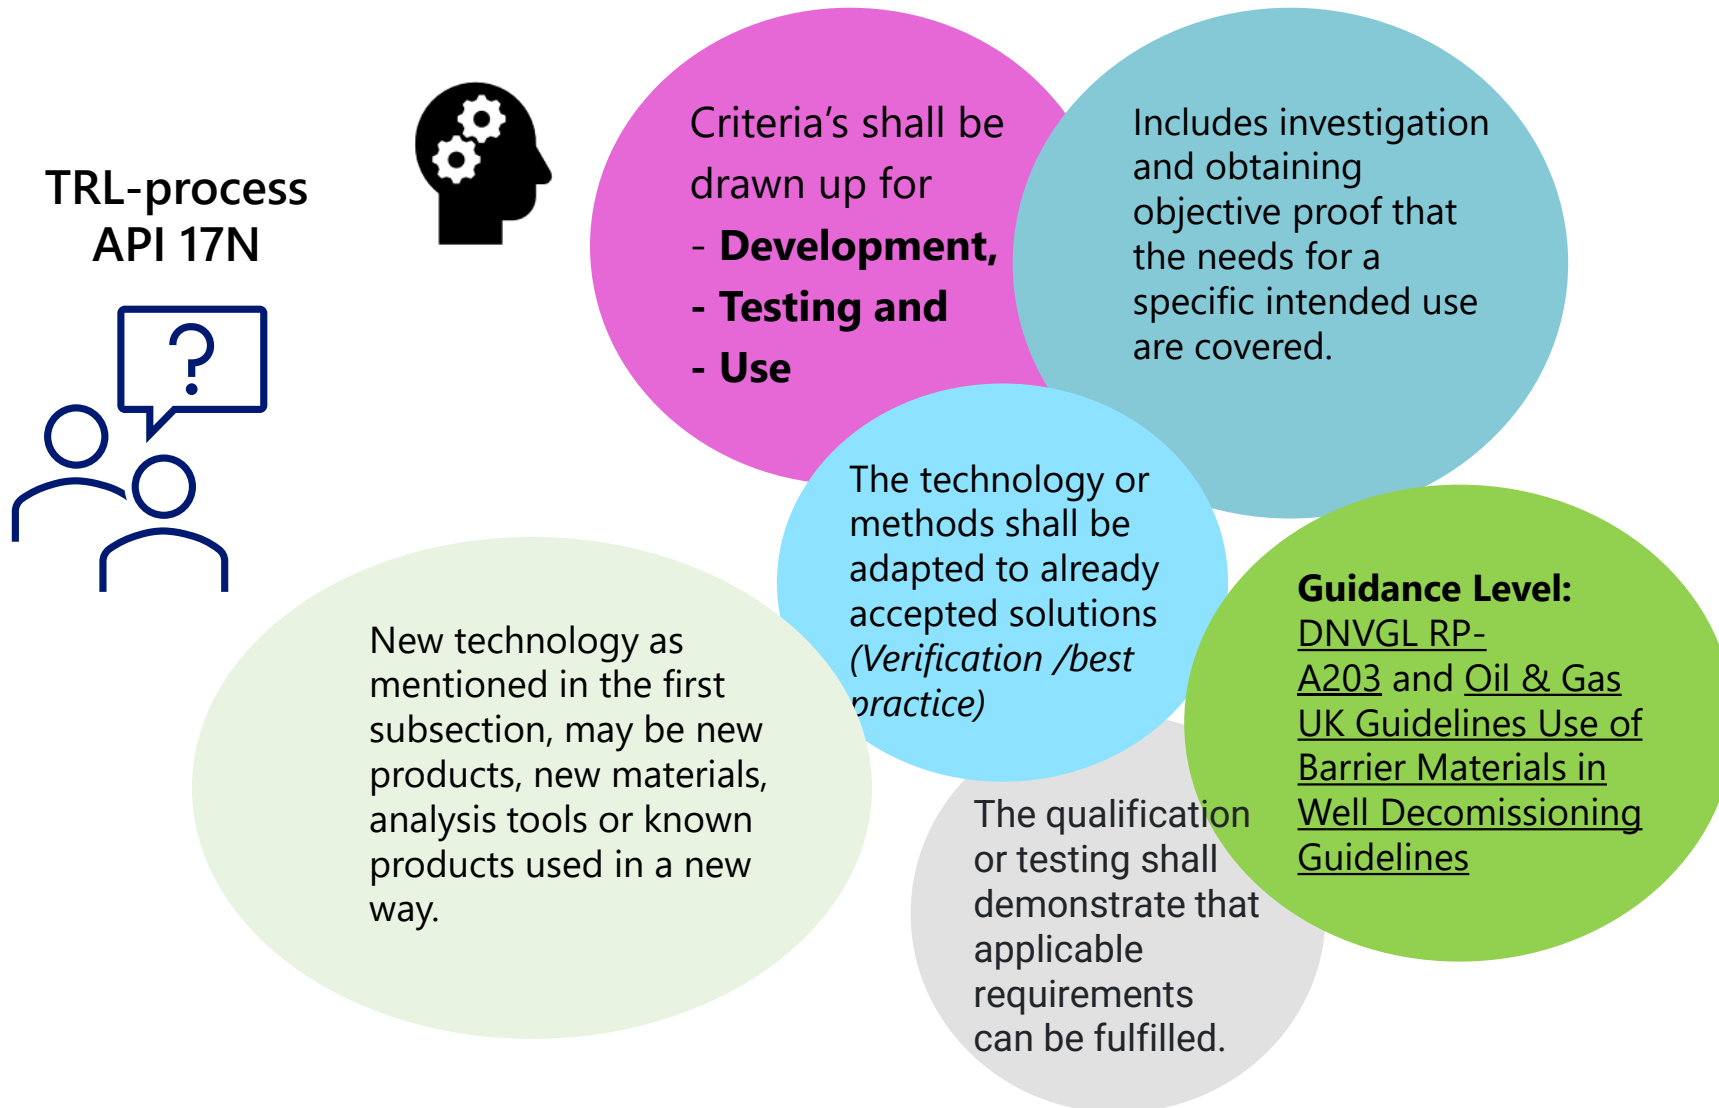 TRL-process
API 17N
?
Criteria's shall be
drawn up for
- Development,
- Testing and
- Use
Includes investigation
and obtaining
objective proof that
the needs for a
specific intended use
are covered.
The technology or
methods shall be
adapted to already
accepted solutions
(Verification /best
practice)
New technology as
mentioned in the first
subsection, may be new
products, new materials,
analysis tools or known
products used in a new
way.
Guidance Level:
DNVGL RP-
A203 and Oil & Gas
UK Guidelines Use of
Barrier Materials in
Well Decomissioning
Guidelines
The qualification
or testing shall
demonstrate that
applicable
requirements
can be fulfilled.